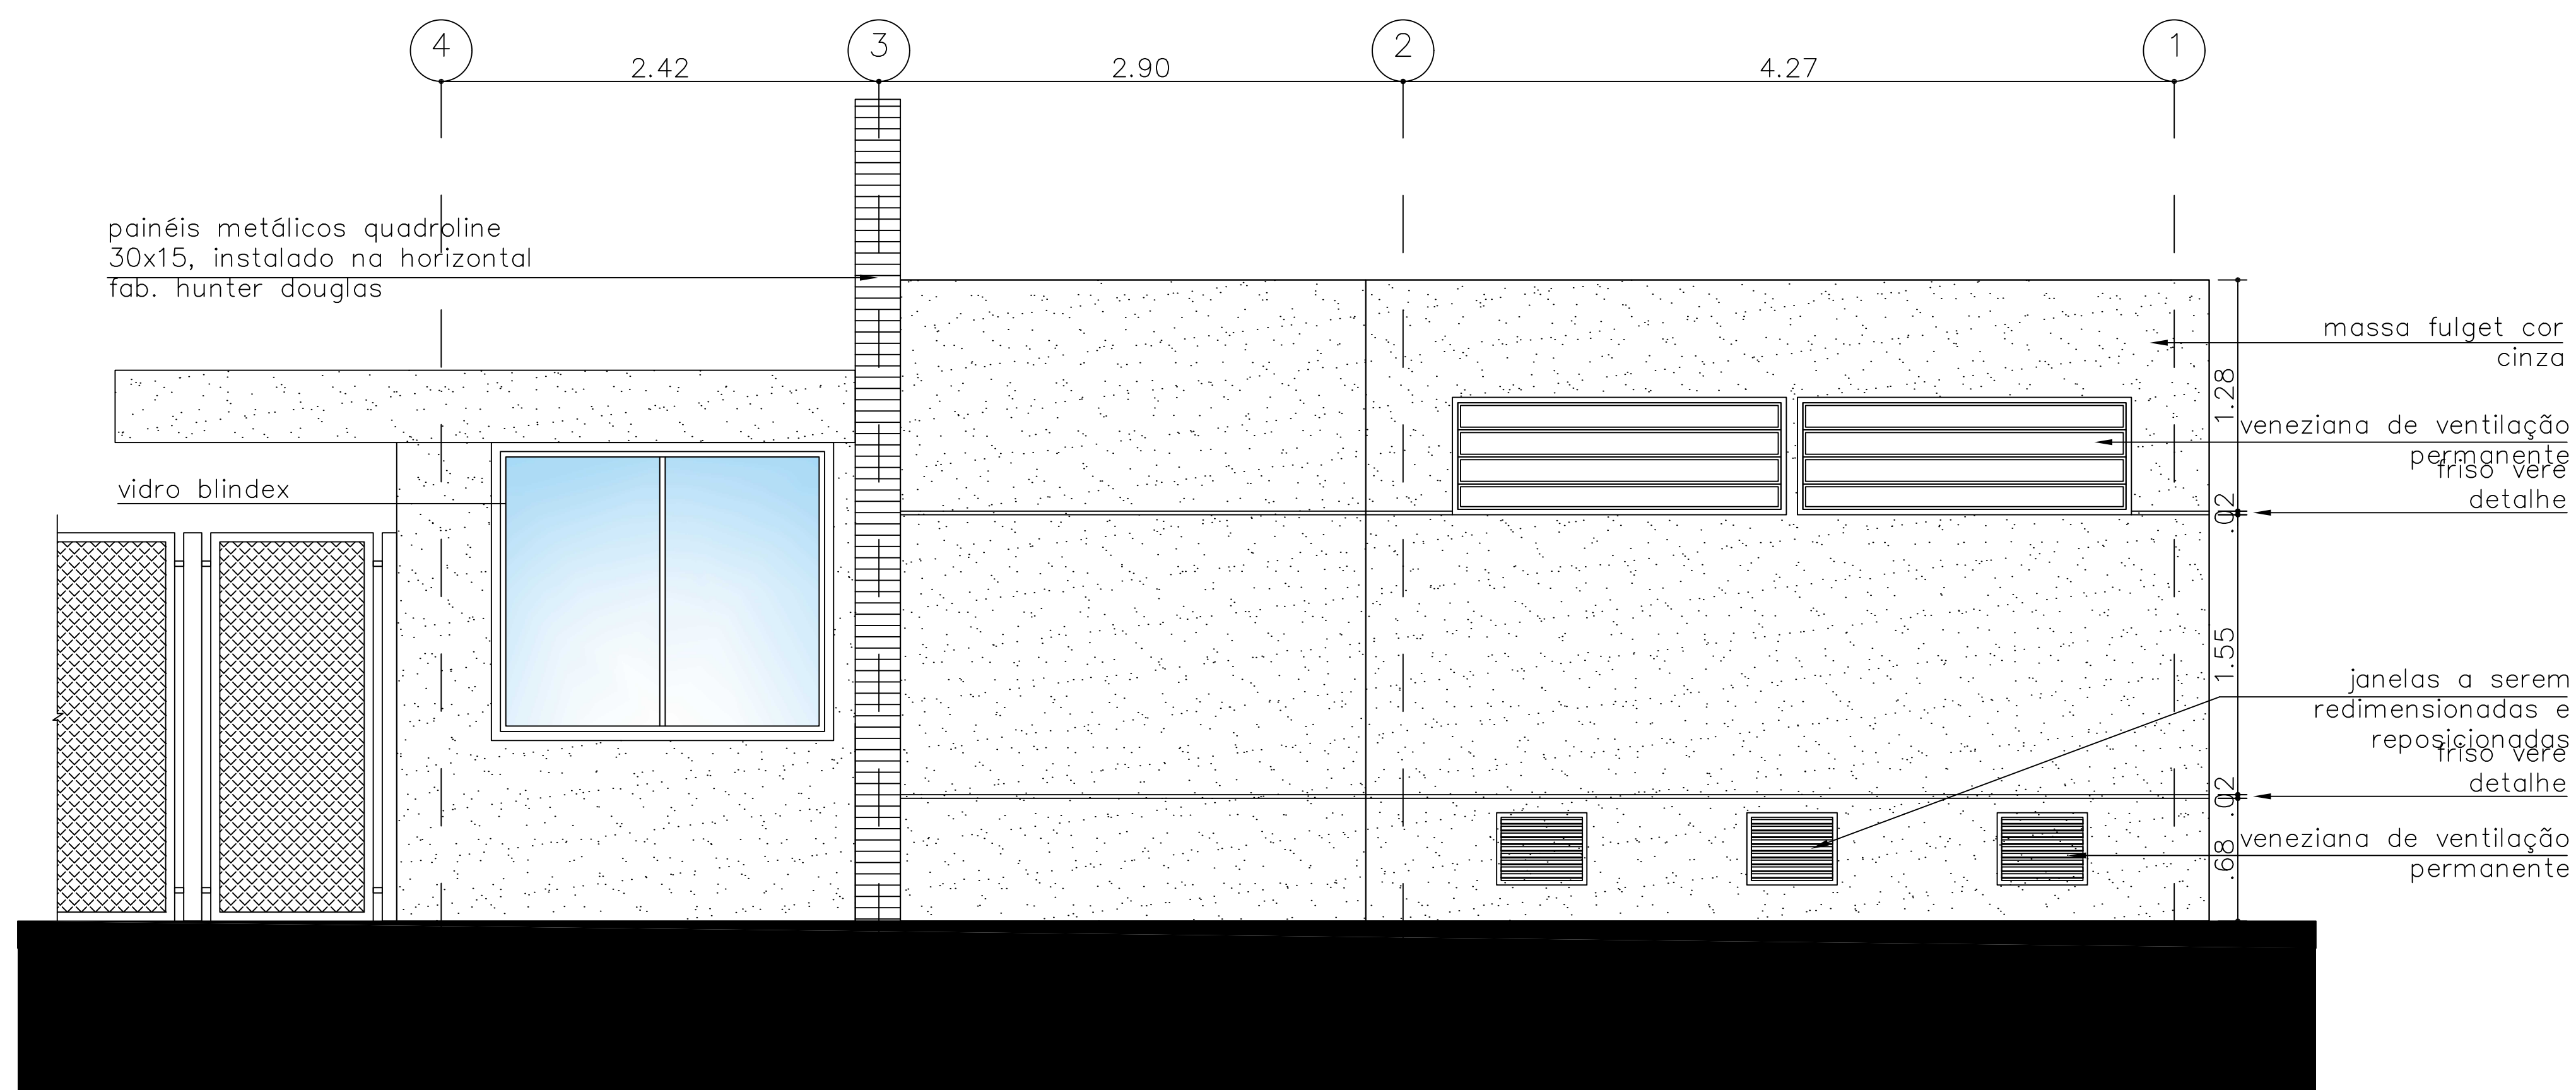 4
3
2
1
2.42
2.90
4.27
painéis metálicos quadroline
30x15, instalado na horizontal
fab. hunter douglas
vidro blindex
massa fulget cor
cinza
1.28
veneziana de ventilação
permanente
friso vere
detalhe
.02
1.55
janelas a serem
redimensionadas e
reposicionadas
friso vere
detalhe
.02
veneziana de ventilação
permanente
.68